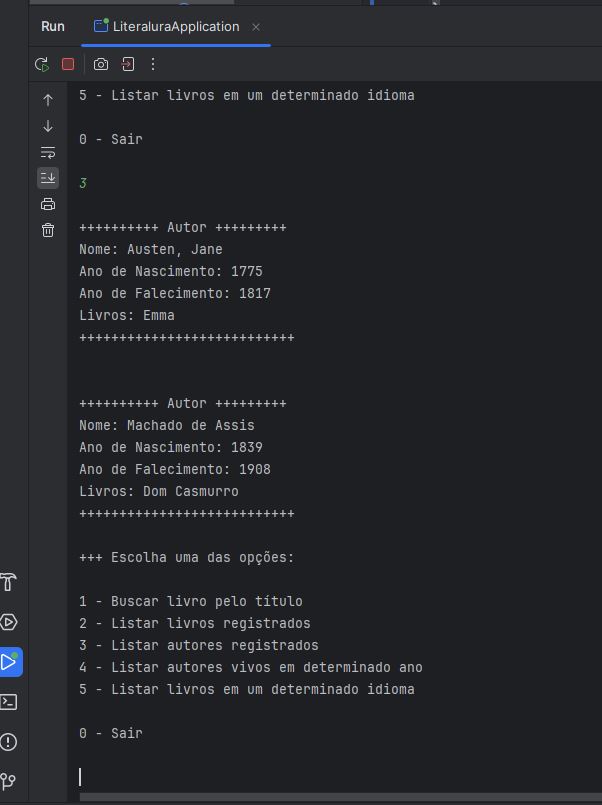 Run
LiteraluraApplication
5 - Listar livros em um determinado idioma
0 - Sair
3
++++++++++ Autor +++++++++
Nome: Austen, Jane
Ano de Nascimento: 1775
Ano de Falecimento: 1817
Livros: Emma
+++++++++++++++++++++++++++
++++++++++ Autor +++++++++
Nome: Machado de Assis
Ano de Nascimento: 1839
Ano de Falecimento: 1908
Livros: Dom Casmurro
+++++++++++++++++++++++++++
+++ Escolha uma das opções:
1 - Buscar livro pelo título
2 - Listar livros registrados
3 - Listar autores registrados
4 - Listar autores vivos em determinado ano
5 - Listar livros em um determinado idioma
0 - Sair